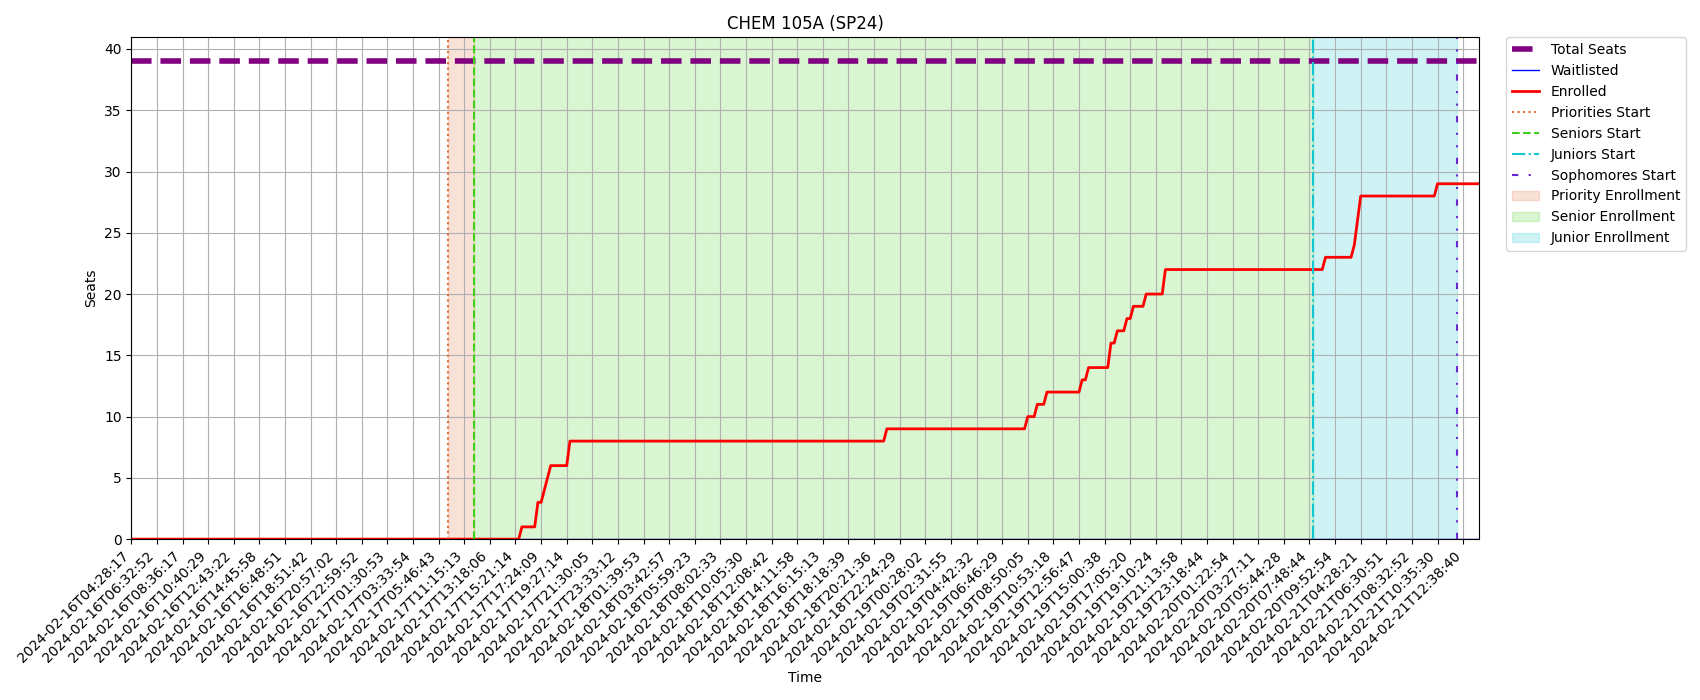 CHEM 105A (SP24)
40
35
30
25
20
15
10
5
0
Seats
2024-02-16T04:28:17
2024-02-16T06:32:52
2024-02-16T08:36:17
2024-02-16T10:40:29
2024-02-16T12:43:22
2024-02-16T14:45:58
2024-02-16T16:48:51
2024-02-16T18:51:42
2024-02-16T20:57:02
2024-02-16T22:59:52
2024-02-17T01:30:53
2024-02-17T03:33:54
2024-02-17T05:46:43
2024-02-17T11:15:13
2024-02-17T13:18:06
2024-02-17T15:21:14
2024-02-17T17:24:09
2024-02-17T19:27:14
2024-02-17T21:30:05
2024-02-17T23:33:12
2024-02-18T01:39:53
2024-02-18T03:42:57
2024-02-18T05:59:23
2024-02-18T08:02:33
2024-02-18T10:05:30
2024-02-18T12:08:42
2024-02-18T14:11:58
2024-02-18T16:15:13
2024-02-18T18:18:39
2024-02-18T20:21:36
2024-02-18T22:24:29
2024-02-19T00:28:02
2024-02-19T02:31:55
2024-02-19T04:42:32
2024-02-19T06:46:29
2024-02-19T08:50:05
2024-02-19T10:53:18
2024-02-19T12:56:47
2024-02-19T15:00:38
2024-02-19T17:05:20
2024-02-19T19:10:24
2024-02-19T21:13:58
2024-02-19T23:18:44
2024-02-20T01:22:54
2024-02-20T03:27:11
2024-02-20T05:44:28
2024-02-20T07:48:44
2024-02-20T09:52:54
2024-02-21T04:28:21
2024-02-21T06:30:51
2024-02-21T08:32:52
2024-02-21T10:35:30
2024-02-21T12:38:40
Time
Total Seats
Waitlisted
Enrolled
Priorities Start
Seniors Start
Juniors Start
Sophomores Start
Priority Enrollment
Senior Enrollment
Junior Enrollment